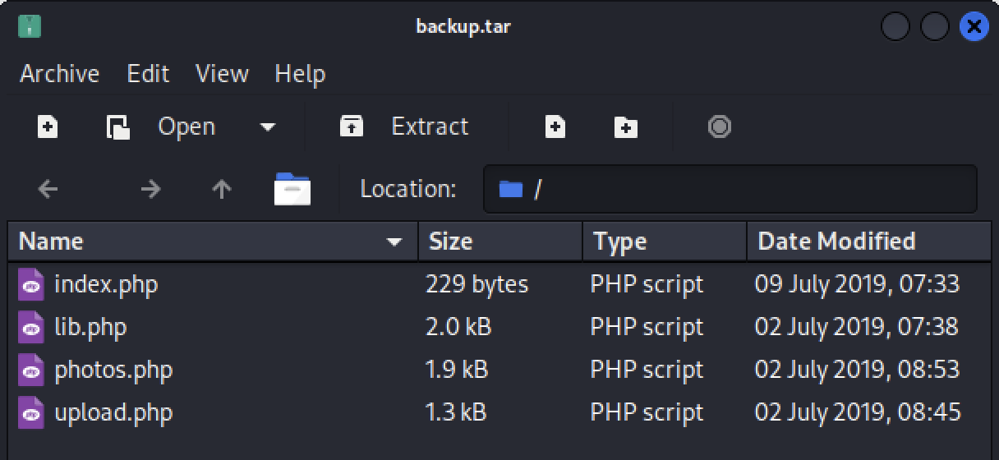 backup.tar
Archive Edit View Help
Open Extract
Location: /
Name Size Type Date Modified
index.php 229 bytes PHP script 09 July 2019, 07:33
lib.php 2.0 kB PHP script 02 July 2019, 07:38
photos.php 1.9 kB PHP script 02 July 2019, 08:53
upload.php 1.3 kB PHP script 02 July 2019, 08:45